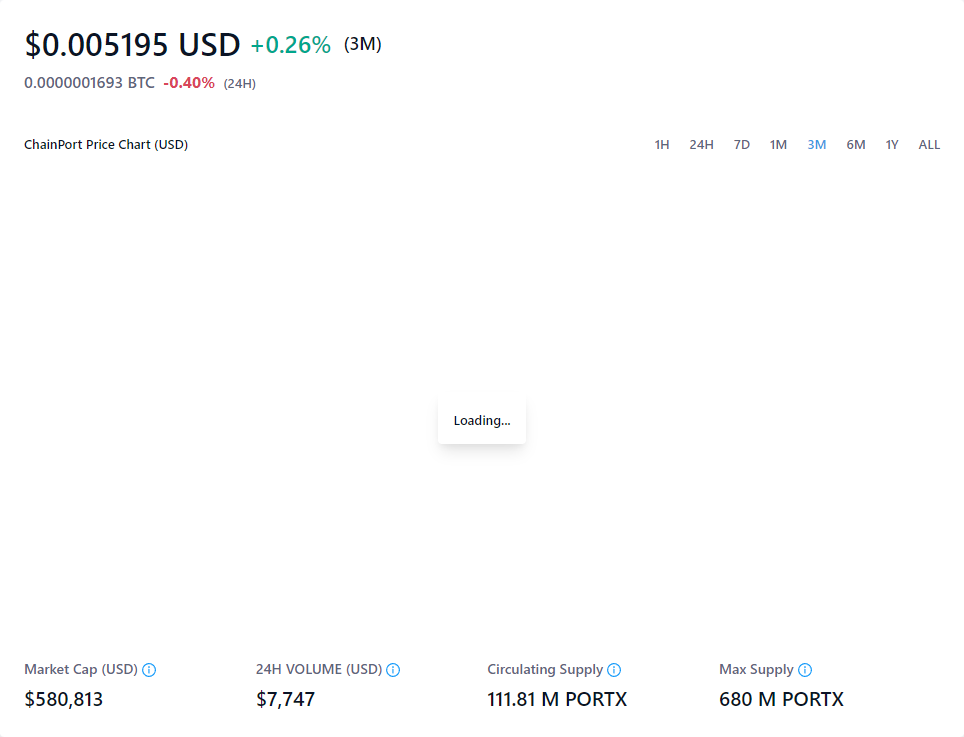 $0.005195 USD +0.26% (3M)
0.0000001693 BTC -0.40% (24H)
ChainPort Price Chart (USD) 1H 24H 7D 1M 3M 6M 1Y ALL
Loading...
Market Cap (USD) 24H VOLUME (USD) Circulating Supply Max Supply
$580,813 $7,747 111.81 M PORTX 680 M PORTX